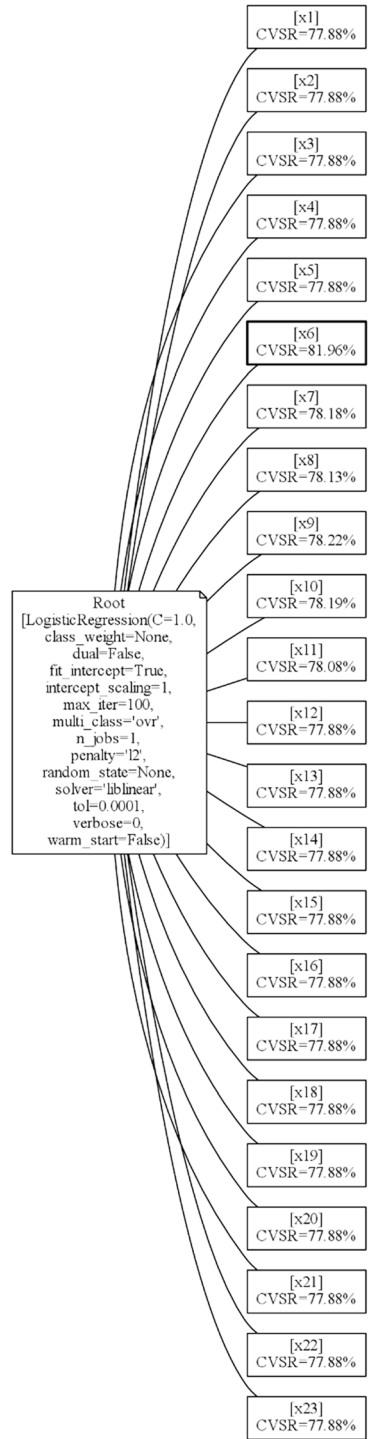 [x1]
CVSR=77.88%
[x2]
CVSR=77.88%
[x3]
CVSR=77.88%
[x4]
CVSR=77.88%
[x5]
CVSR=77.88%
[x6]
CVSR=81.96%
[x7]
CVSR=78.18%
[x8]
CVSR=78.13%
[x9]
CVSR=78.22%
[x10]
CVSR=78.19%
[x11]
CVSR=78.08%
[x12]
CVSR=77.88%
[x13]
CVSR=77.88%
[x14]
CVSR=77.88%
[x15]
CVSR=77.88%
[x16]
CVSR=77.88%
[x17]
CVSR=77.88%
[x18]
CVSR=77.88%
[x19]
CVSR=77.88%
[x20]
CVSR=77.88%
[x21]
CVSR=77.88%
[x22]
CVSR=77.88%
[x23]
CVSR=77.88%
Root
[LogisticRegression(C=1.0,
class_weight=None,
dual=False,
fit_intercept=True,
intercept_scaling=1,
max_iter=100,
multi_class='ovr',
n_jobs=1,
penalty='l2',
random_state=None,
solver='liblinear',
tol=0.0001,
verbose=0,
warm_start=False)]